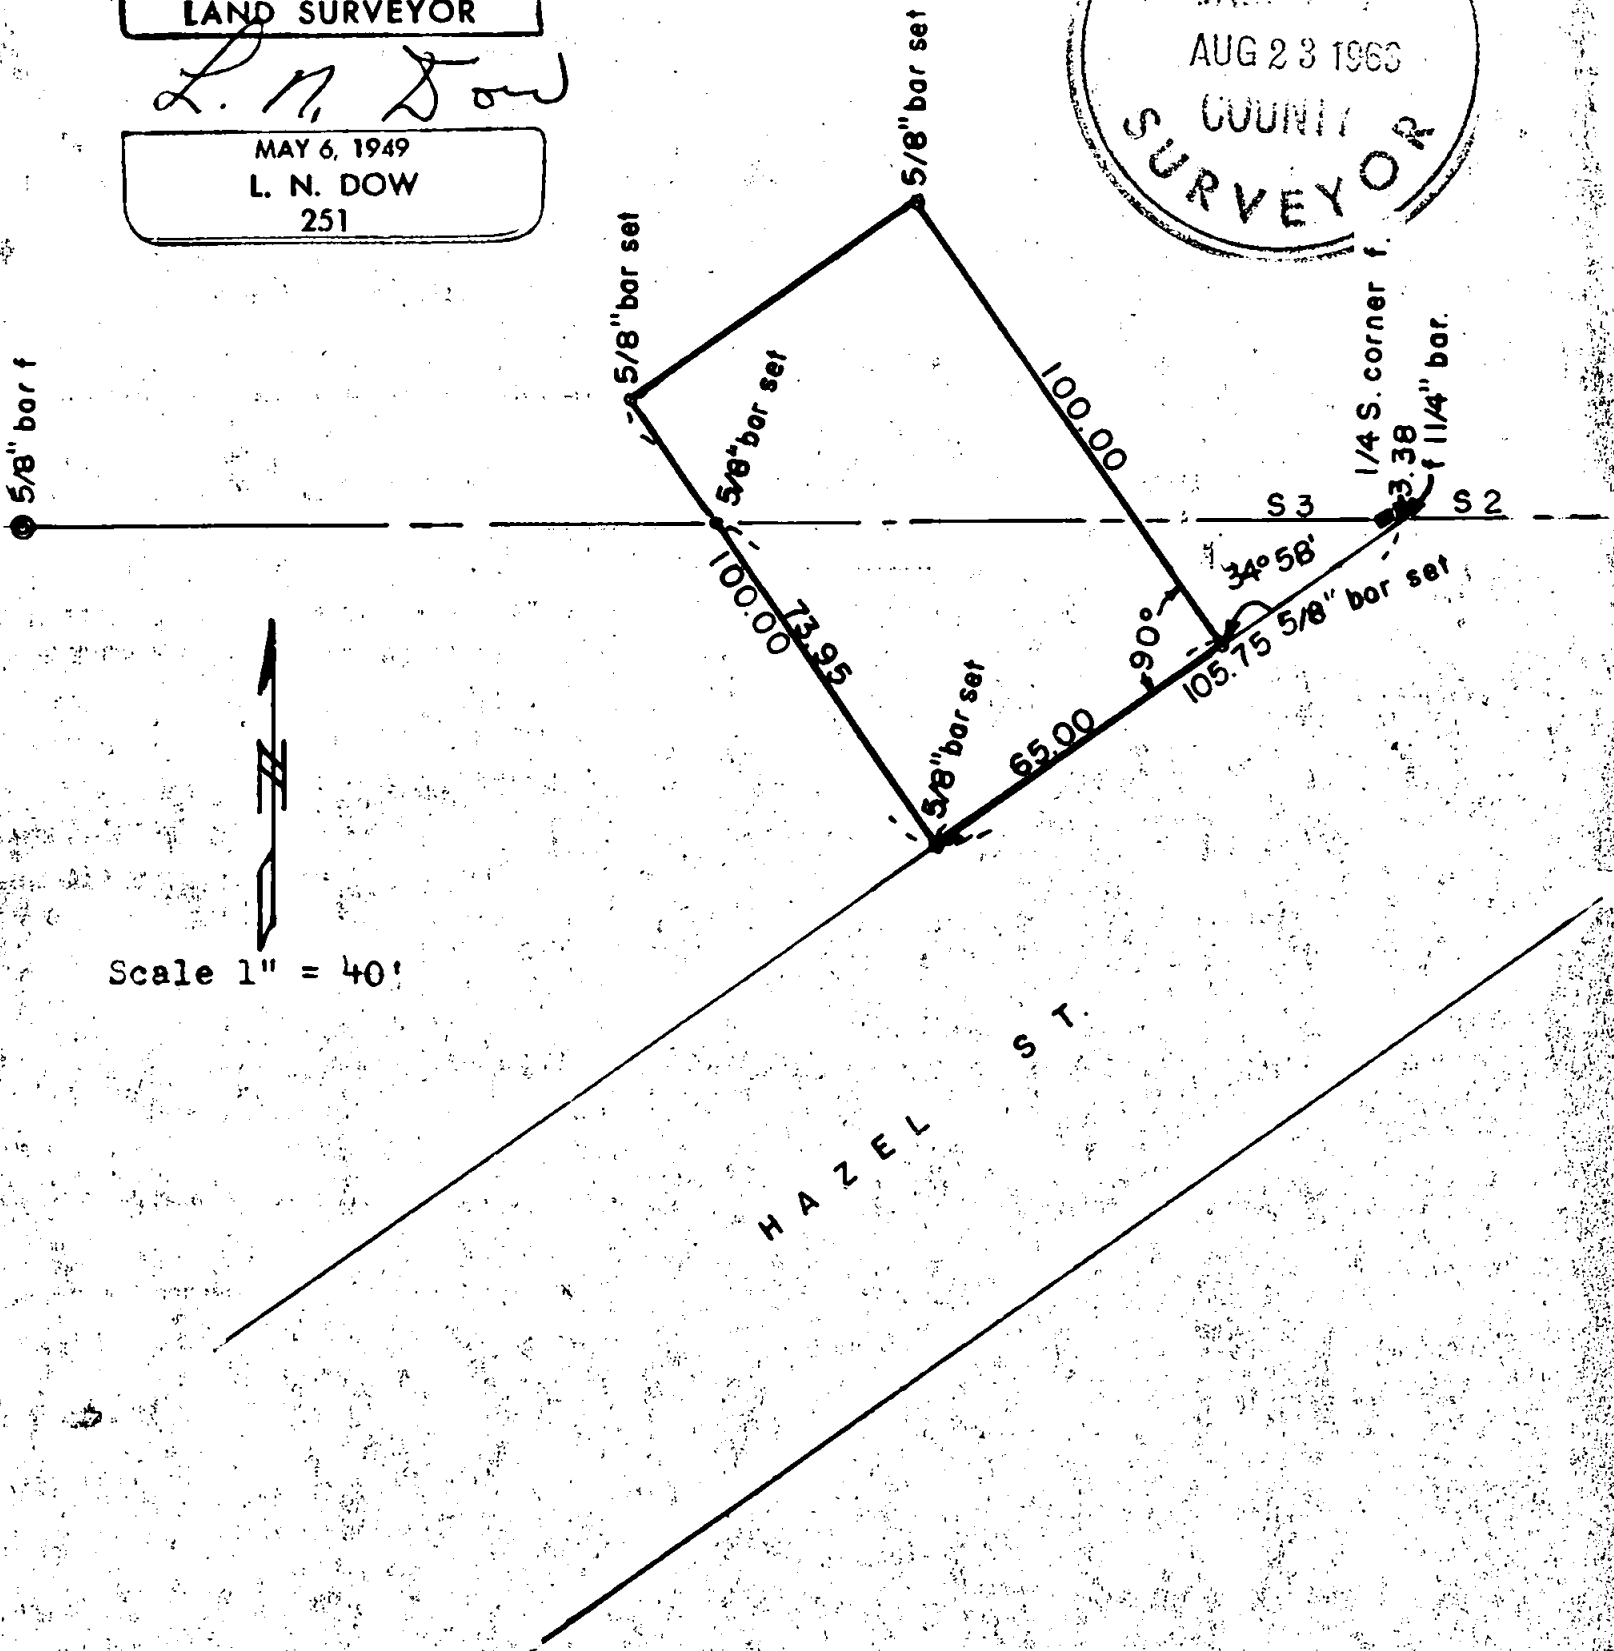 LAND SURVEYOR
L. N. Dow
MAY 6, 1949
L. N. DOW
251
AUG 23 1966
COUNTY
SURVEYOR
5/8" bar set
5/8" bar set
5/8" bar set
5/8" bar f
1/4 S. corner f.
3.38
f 1 1/4" bar.
100.00
S 3
S 2
34°58'
5/8" bar set
90°
105.75
100.00
73.95
5/8" bar set
65.00
N
Scale 1" = 40'
HAZEL ST.